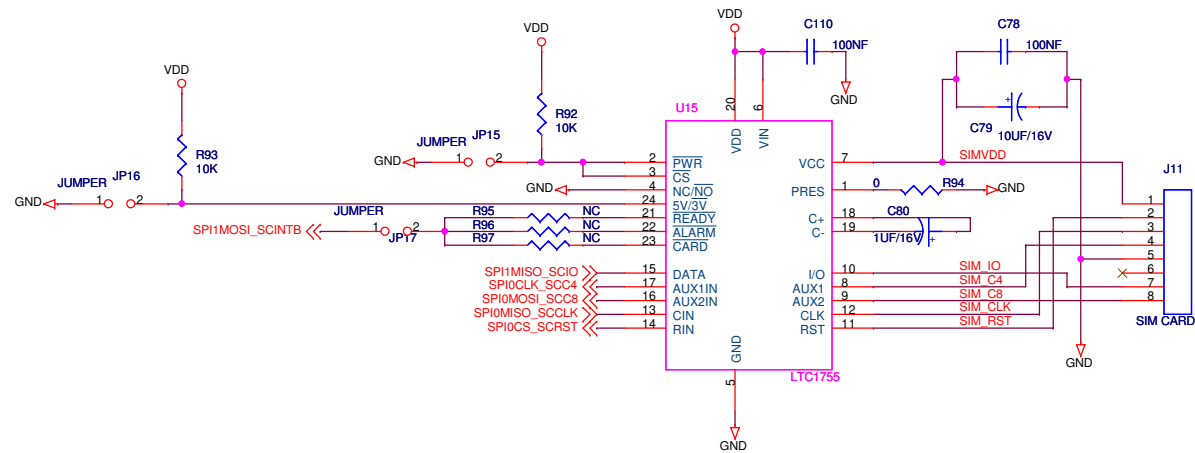 VDD
C110
100NF
GND
C78
100NF
C79
10UF/16V
VDD
R92
10K
VDD
R93
10K
U15
20
6
VDD
VIN
JUMPER
JP15
GND
1
2
2
PWR
3
CS
GND
4
NC/NO
JUMPER
JP16
GND
1
2
24
5V/3V
JUMPER
SPI1MOSI_SCINTB
1
2
JP17
R95
NC
21
READY
R96
NC
22
ALARM
R97
NC
23
CARD
SPI1MISO_SCIO
15
DATA
SPI0CLK_SCC4
17
AUX1IN
SPI0MOSI_SCC8
16
AUX2IN
SPI0MISO_SCCLK
13
CIN
SPI0CS_SCRST
14
RIN
VCC
7
SIMVDD
PRES
1
0
R94
GND
C+
18
C80
C-
19
1UF/16V
+
I/O
10
SIM_IO
AUX1
8
SIM_C4
AUX2
9
SIM_C8
CLK
12
SIM_CLK
RST
11
SIM_RST
GND
5
GND
LTC1755
+
J11
1
2
3
4
5
6
7
8
SIM CARD
GND